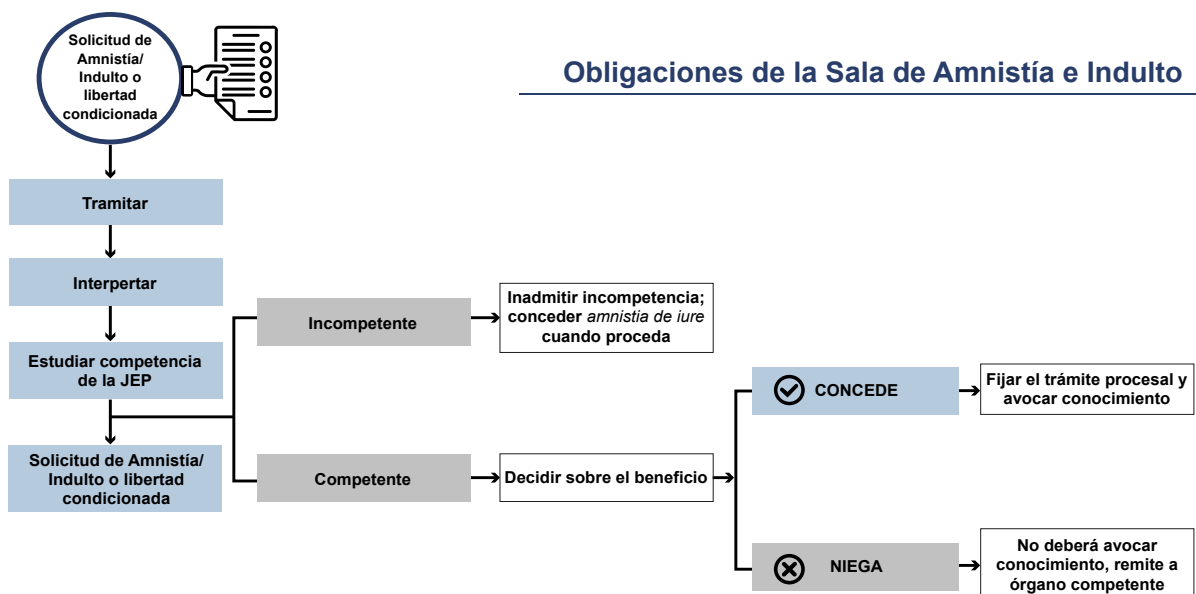 Solicitud de
Amnistía/
Indulto o
libertad
condicionada
Obligaciones de la Sala de Amnistía e Indulto
Tramitar
Interpertar
Estudiar competencia
de la JEP
Solicitud de Amnistía/
Indulto o libertad
condicionada
Incompetente
Inadmitir incompetencia;
conceder amnistia de iure
cuando proceda
Competente
Decidir sobre el beneficio
CONCEDE
Fijar el trámite procesal y
avocar conocimiento
NIEGA
No deberá avocar
conocimiento, remite a
órgano competente